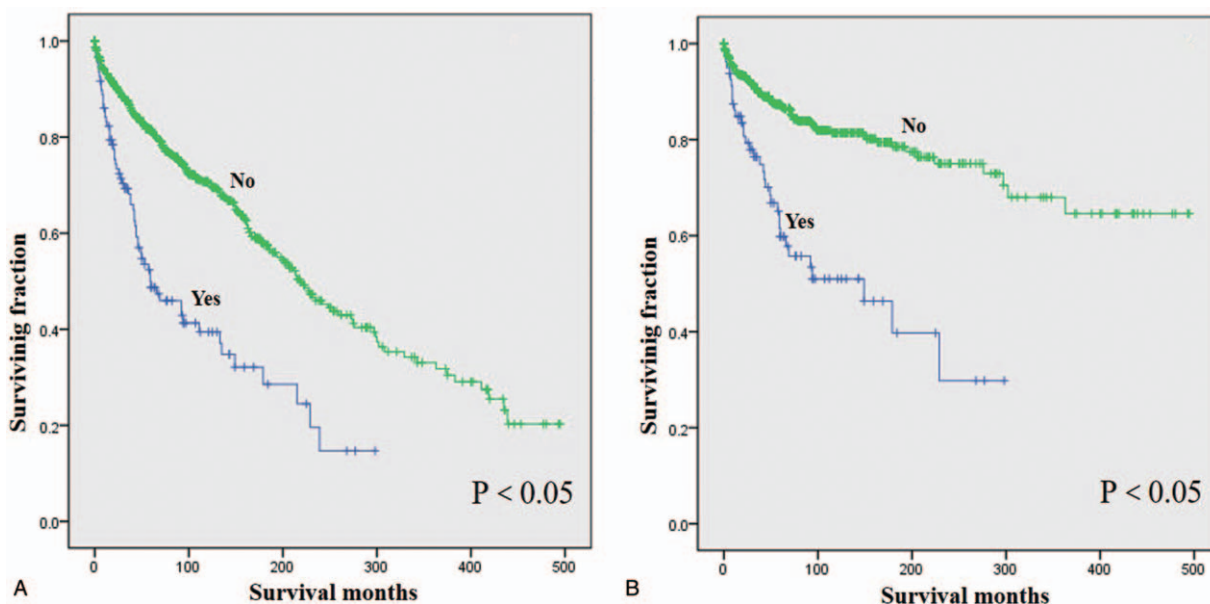 1.0
0.8
0.6
0.4
0.2
0.0
Survivinig fraction
No
Yes
P < 0.05
0 100 200 300 400 500
Survival months
A
1.0
0.8
0.6
0.4
0.2
0.0
Survivinig fraction
No
Yes
P < 0.05
0 100 200 300 400 500
Survival months
B